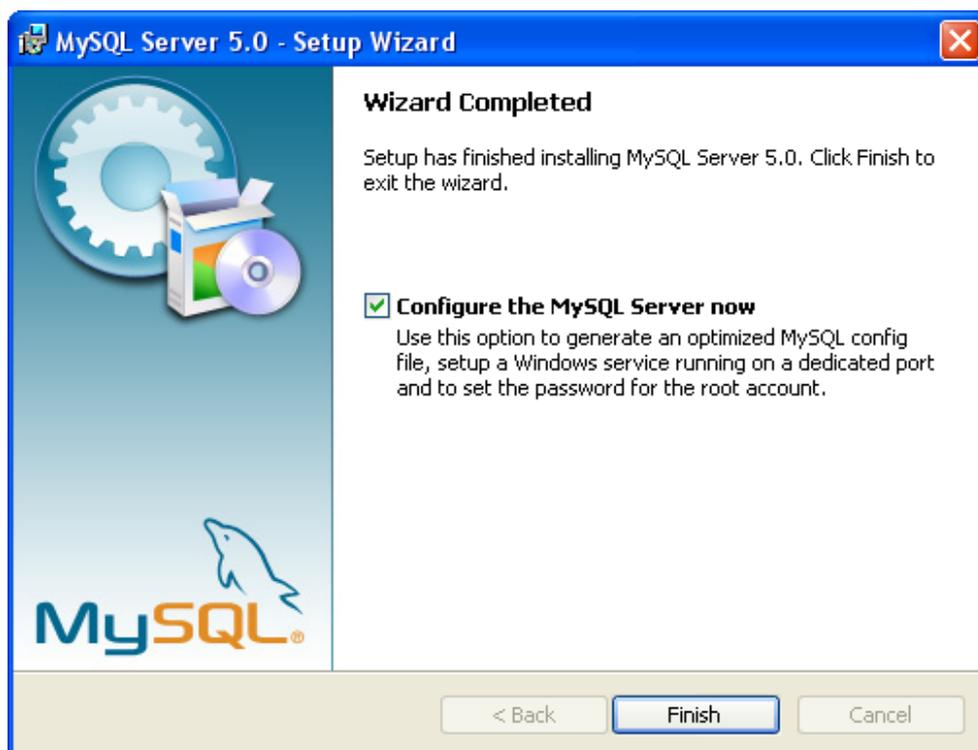 MySQL Server 5.0 - Setup Wizard
Wizard Completed
Setup has finished installing MySQL Server 5.0. Click Finish to
exit the wizard.
Configure the MySQL Server now
Use this option to generate an optimized MySQL config
file, setup a Windows service running on a dedicated port
and to set the password for the root account.
MySQL®
< Back
Finish
Cancel